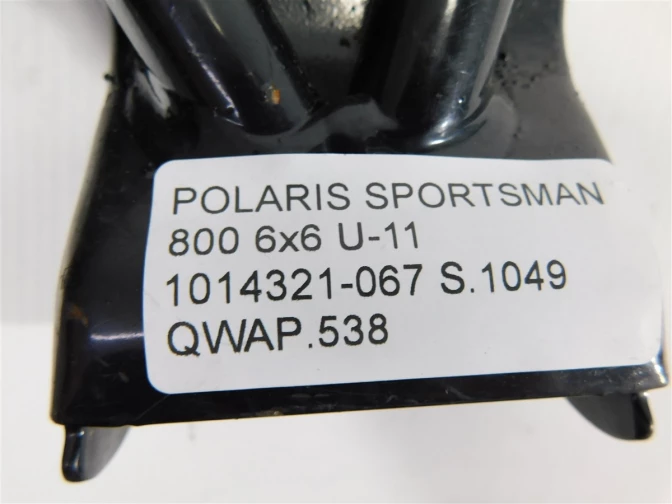 POLARIS SPORTSMAN
800 6x6 U-11
1014321-067 S.1049
QWAP.538